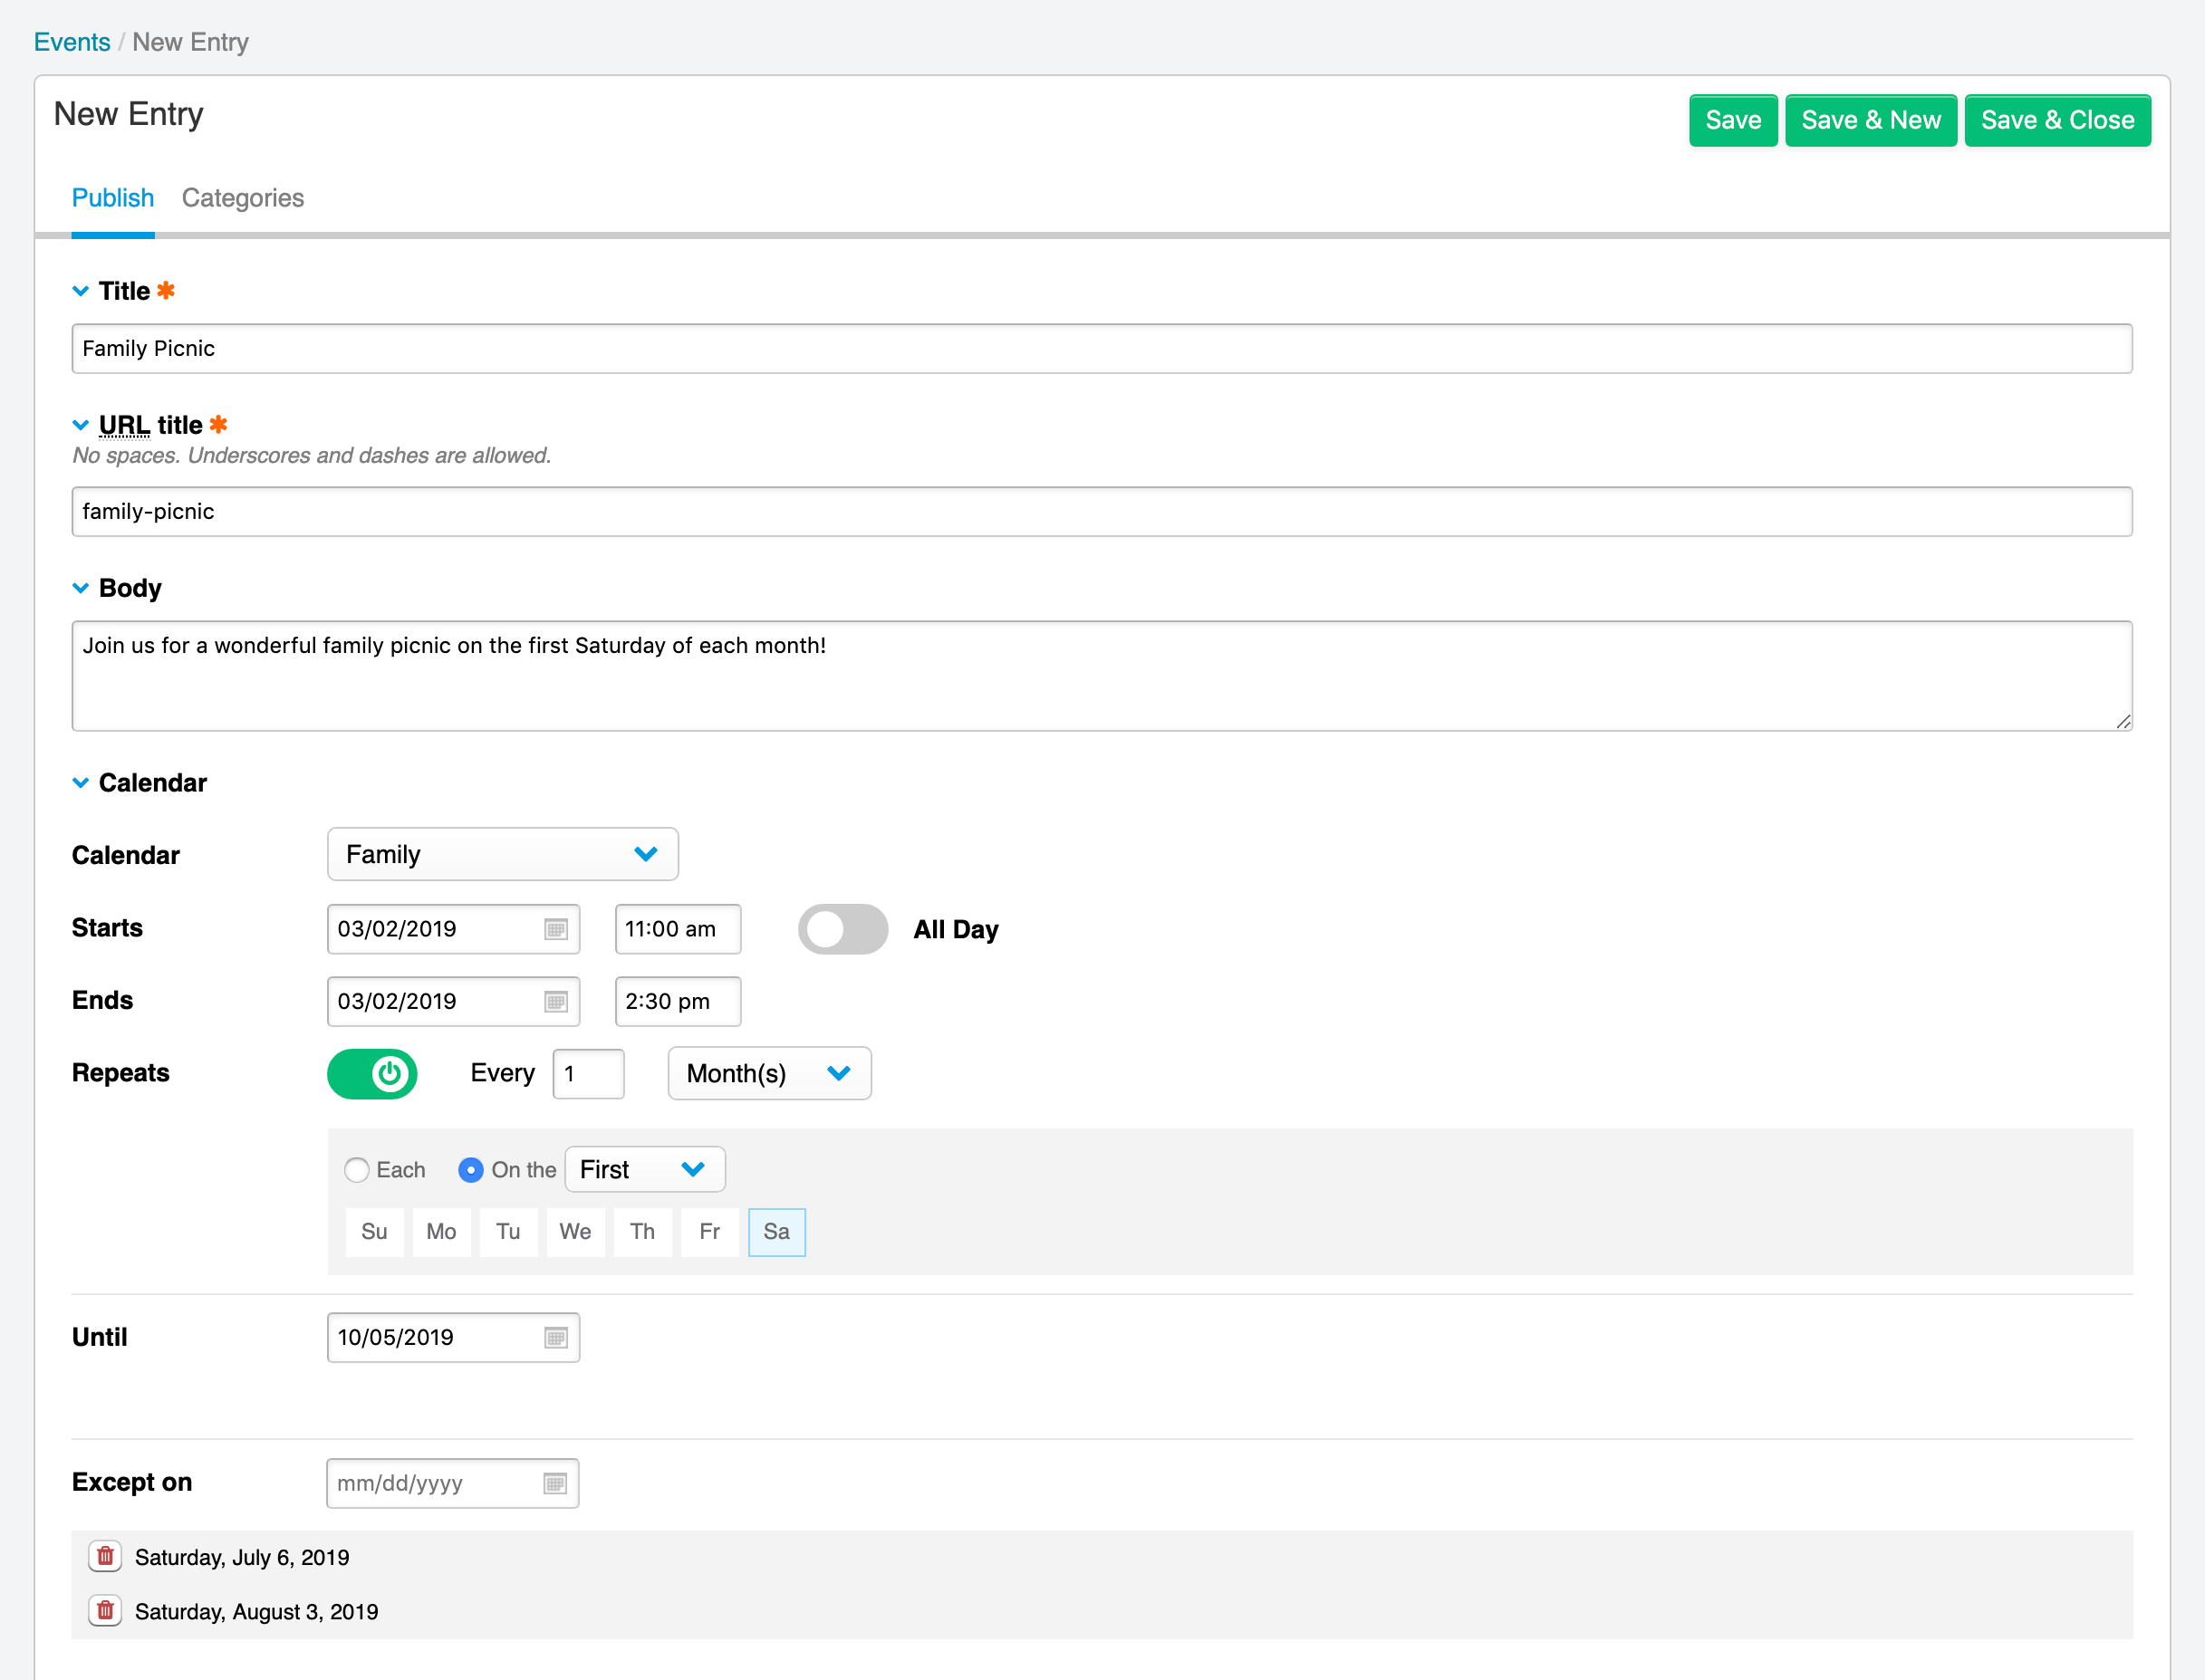 Events / New Entry
New Entry
Save Save & New Save & Close
Publish Categories
Title *
Family Picnic
URL title *
No spaces. Underscores and dashes are allowed.
family-picnic
Body
Join us for a wonderful family picnic on the first Saturday of each month!
Calendar
Calendar Family
Starts 03/02/2019 11:00 am All Day
Ends 03/02/2019 2:30 pm
Repeats Every 1 Month(s)
Each On the First
Su Mo Tu We Th Fr Sa
Until 10/05/2019
Except on mm/dd/yyyy
Saturday, July 6, 2019
Saturday, August 3, 2019